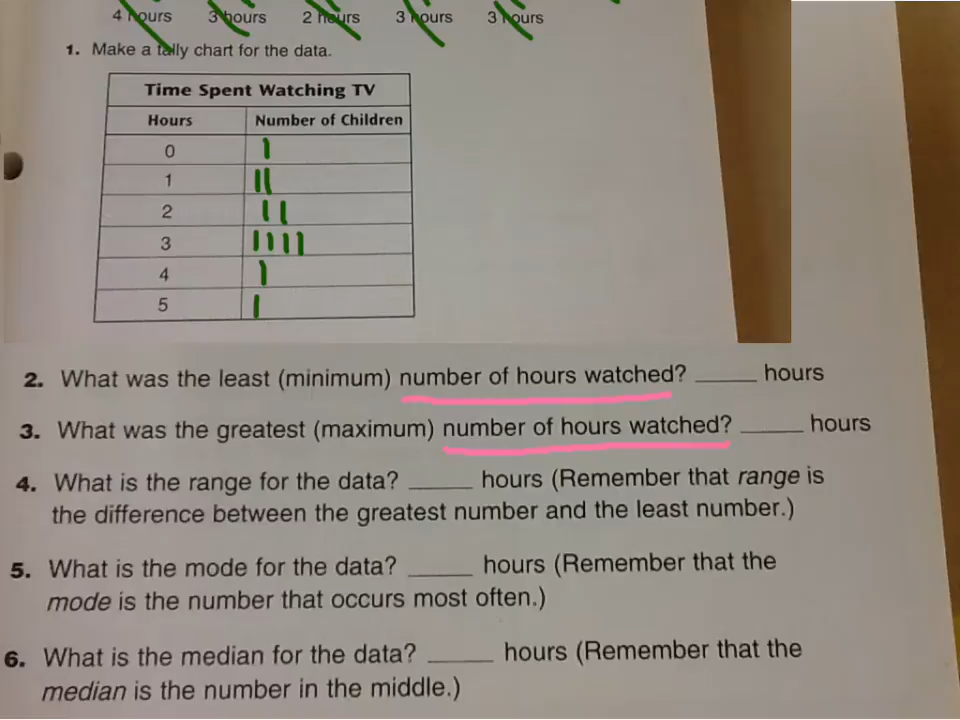 4 hours 3 hours 2 hours 3 hours 3 hours
1. Make a tally chart for the data.
Time Spent Watching TV
Hours Number of Children
0
1
2
3
4
5
2. What was the least (minimum) number of hours watched? _____ hours
3. What was the greatest (maximum) number of hours watched? _____ hours
4. What is the range for the data? _____ hours (Remember that range is
the difference between the greatest number and the least number.)
5. What is the mode for the data? _____ hours (Remember that the
mode is the number that occurs most often.)
6. What is the median for the data? _____ hours (Remember that the
median is the number in the middle.)